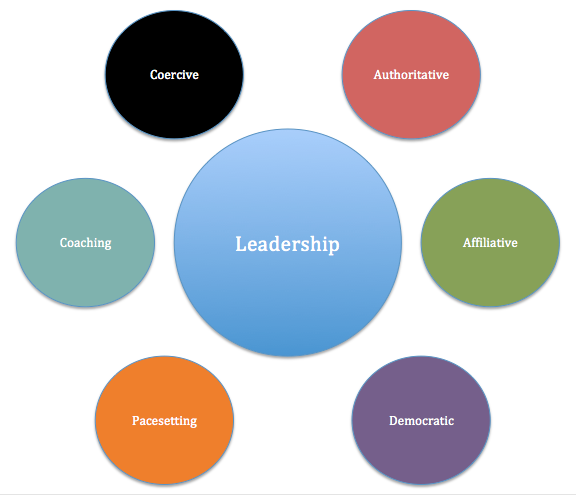 Coercive
Authoritative
Coaching
Leadership
Affiliative
Pacesetting
Democratic